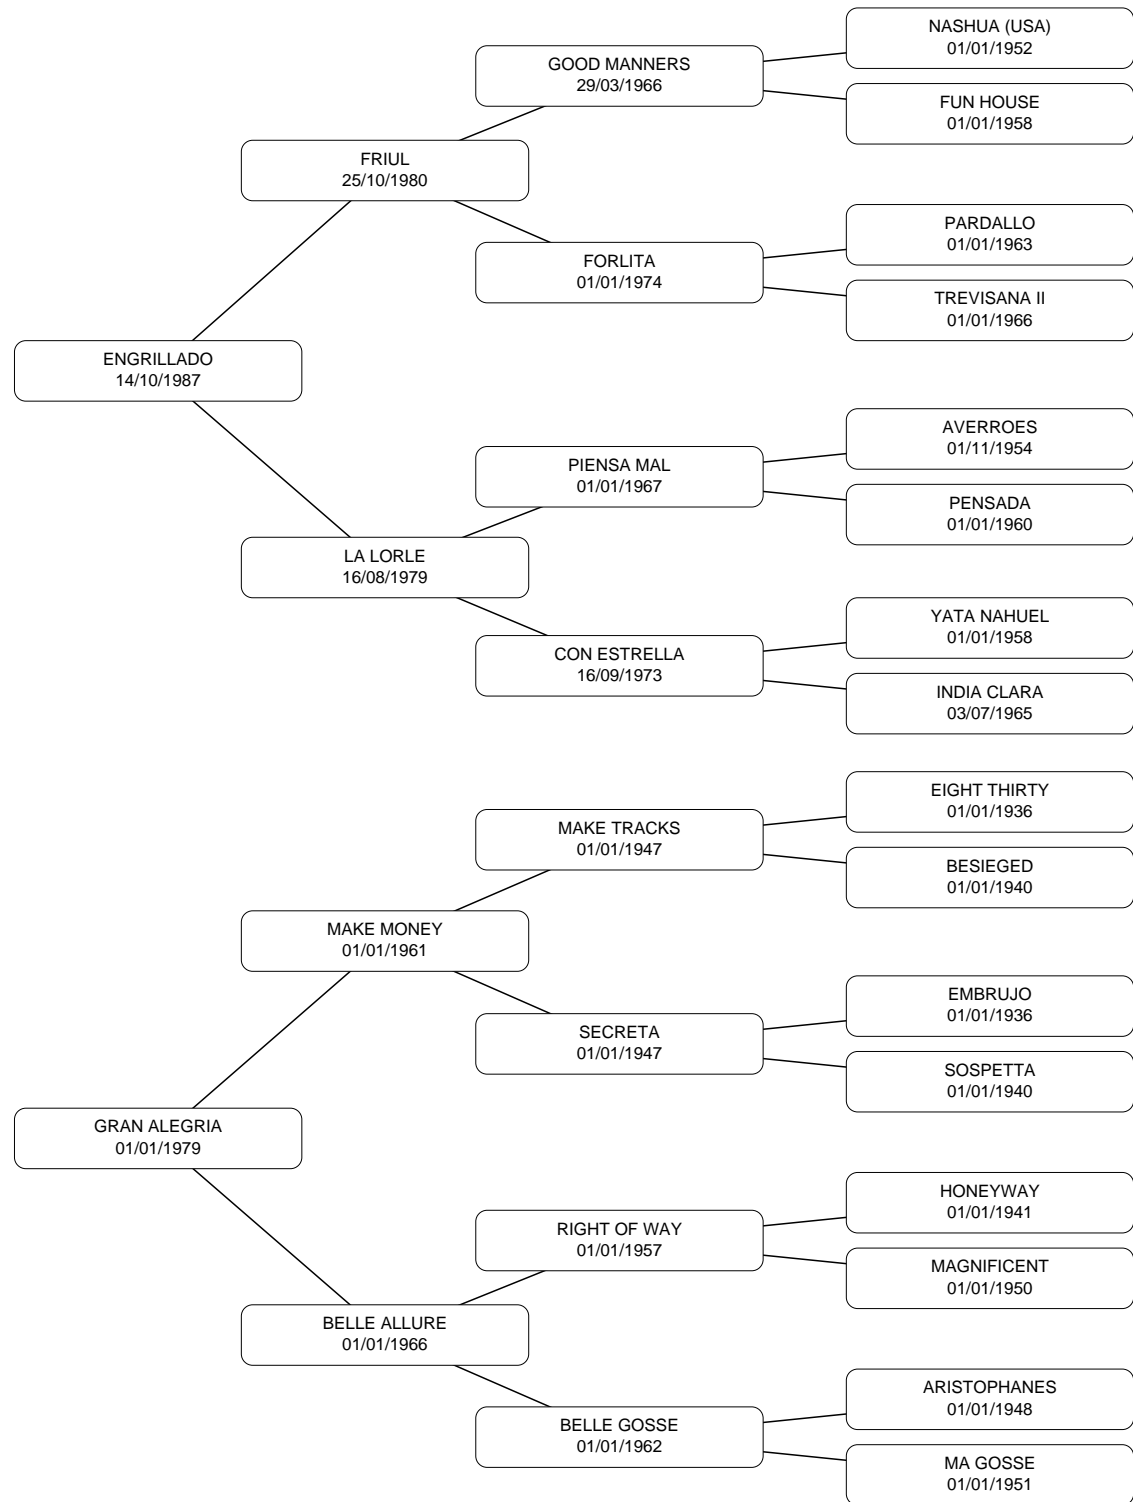 NASHUA (USA)
01/01/1952
GOOD MANNERS
29/03/1966
FUN HOUSE
01/01/1958
FRIUL
25/10/1980
PARDALLO
01/01/1963
FORLITA
01/01/1974
TREVISANA II
01/01/1966
ENGRILLADO
14/10/1987
AVERROES
01/11/1954
PIENSA MAL
01/01/1967
PENSADA
01/01/1960
LA LORLE
16/08/1979
YATA NAHUEL
01/01/1958
CON ESTRELLA
16/09/1973
INDIA CLARA
03/07/1965
EIGHT THIRTY
01/01/1936
MAKE TRACKS
01/01/1947
BESIEGED
01/01/1940
MAKE MONEY
01/01/1961
EMBRUJO
01/01/1936
SECRETA
01/01/1947
SOSPETTA
01/01/1940
GRAN ALEGRIA
01/01/1979
HONEYWAY
01/01/1941
RIGHT OF WAY
01/01/1957
MAGNIFICENT
01/01/1950
BELLE ALLURE
01/01/1966
ARISTOPHANES
01/01/1948
BELLE GOSSE
01/01/1962
MA GOSSE
01/01/1951